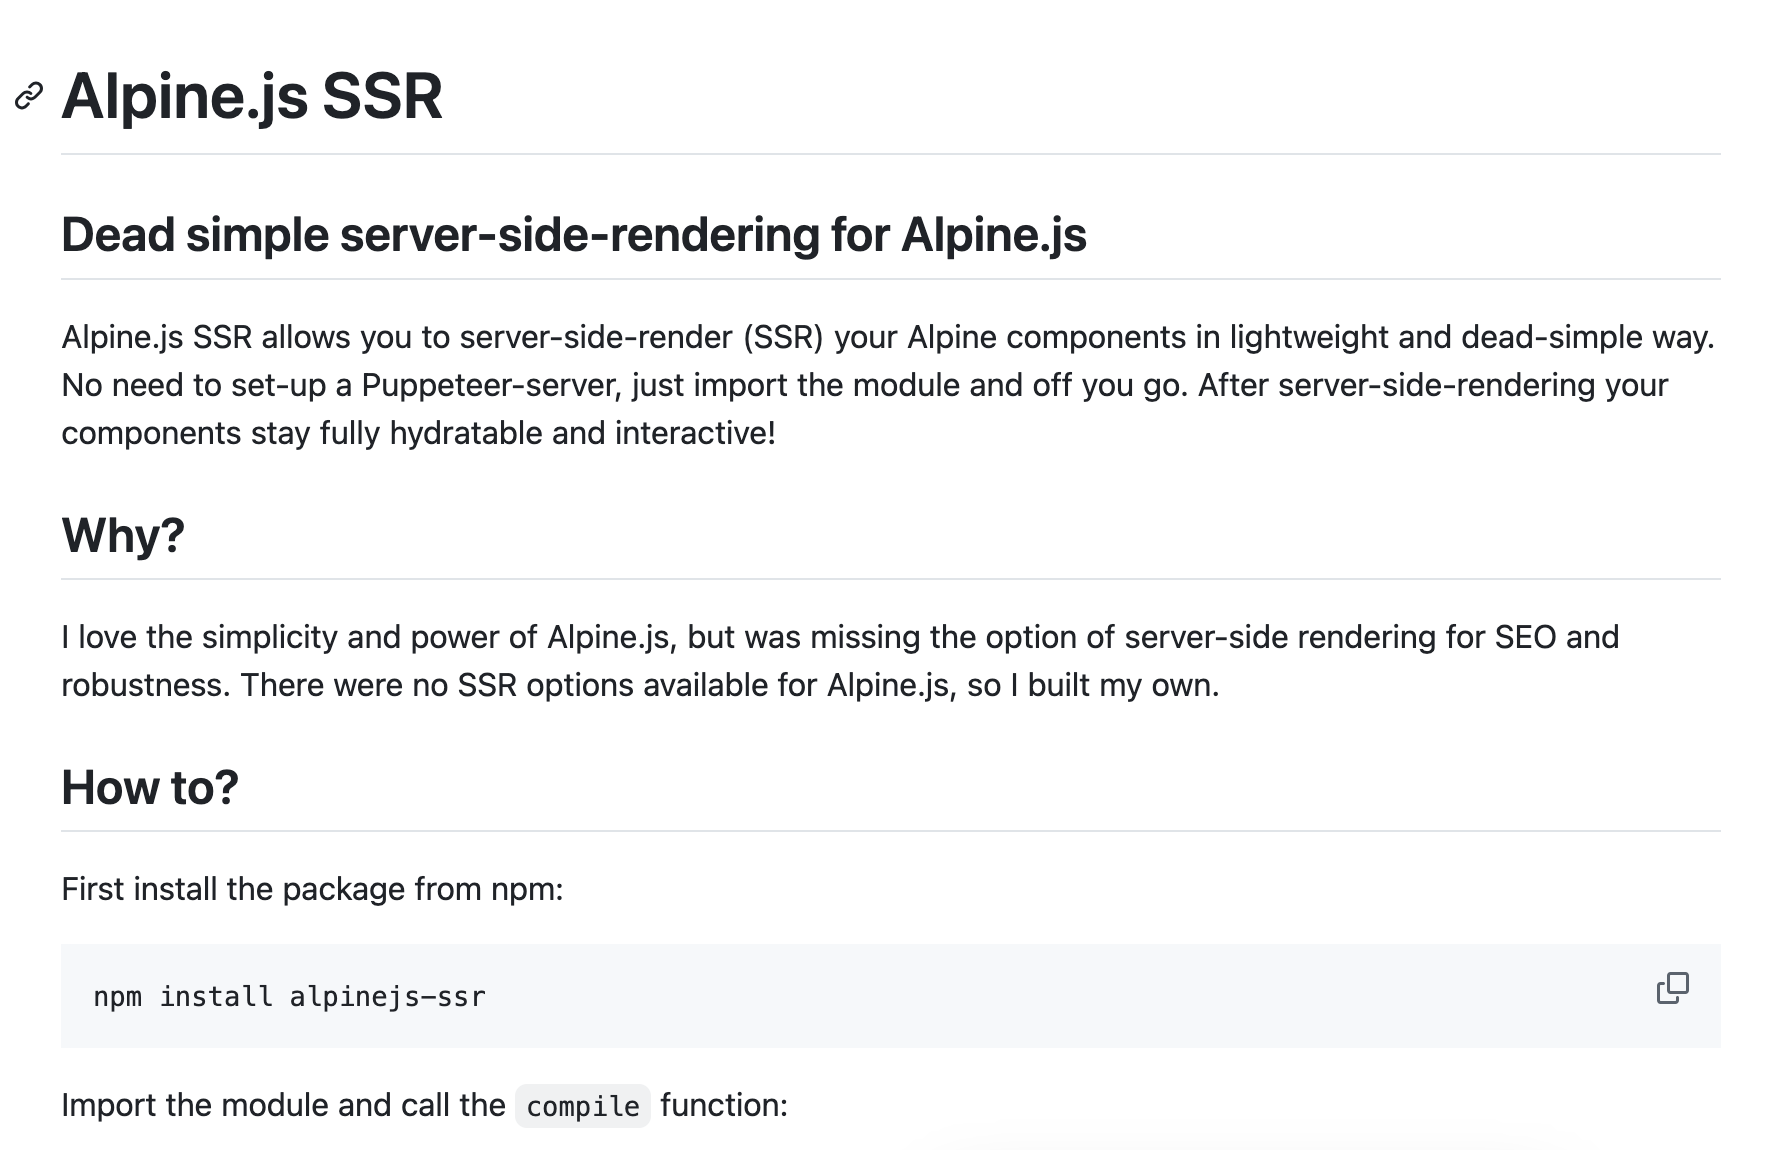 Alpine.js SSR
Dead simple server-side-rendering for Alpine.js
Alpine.js SSR allows you to server-side-render (SSR) your Alpine components in lightweight and dead-simple way.
No need to set-up a Puppeteer-server, just import the module and off you go. After server-side-rendering your
components stay fully hydratable and interactive!
Why?
I love the simplicity and power of Alpine.js, but was missing the option of server-side rendering for SEO and
robustness. There were no SSR options available for Alpine.js, so I built my own.
How to?
First install the package from npm:
npm install alpinejs-ssr
Import the module and call the compile function: